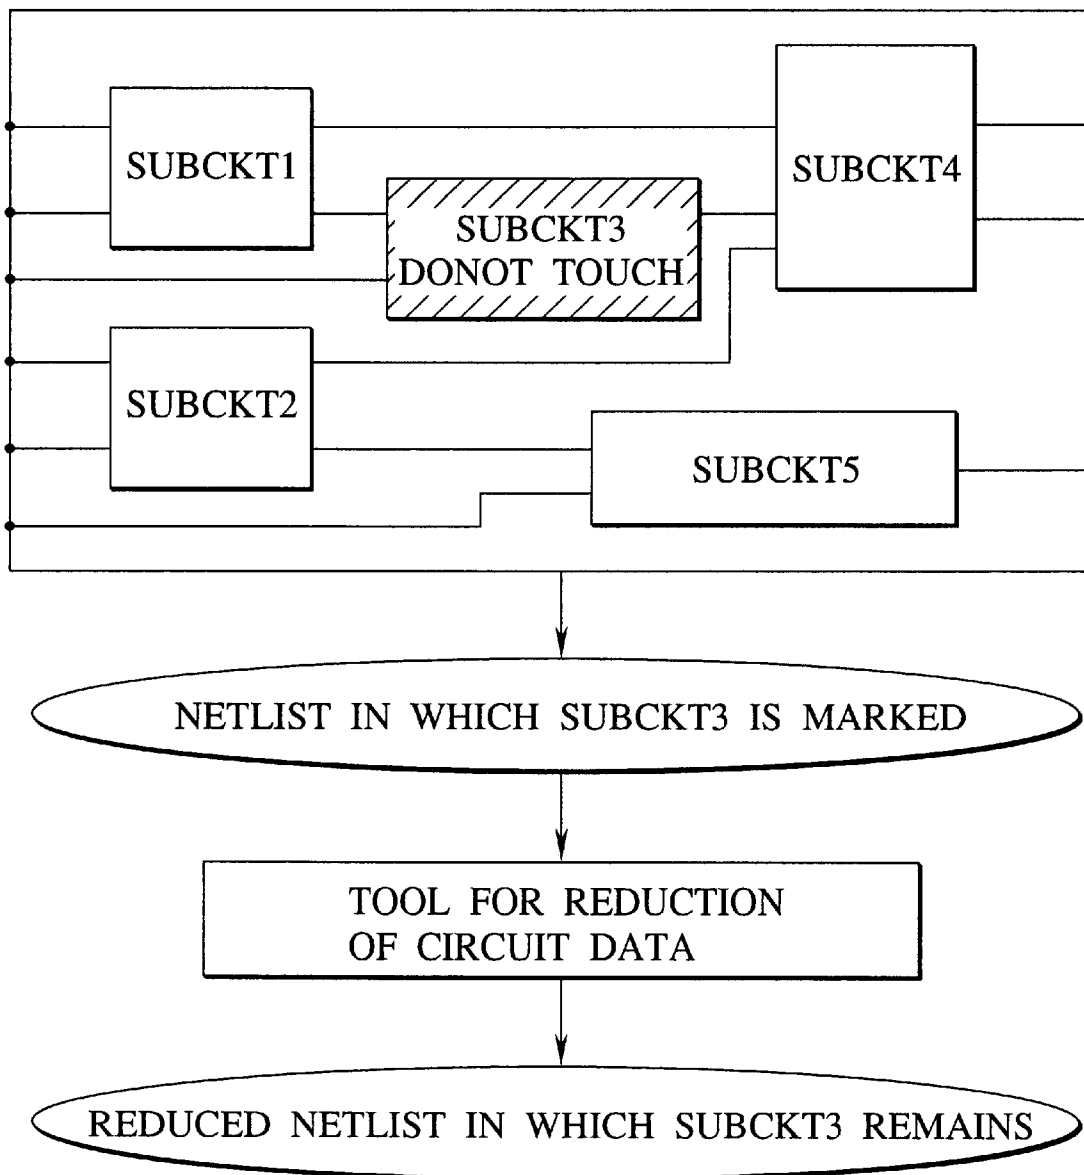 SUBCKT1
SUBCKT4
SUBCKT3
DONOT TOUCH
SUBCKT2
SUBCKT5
NETLIST IN WHICH SUBCKT3 IS MARKED
TOOL FOR REDUCTION
OF CIRCUIT DATA
REDUCED NETLIST IN WHICH SUBCKT3 REMAINS